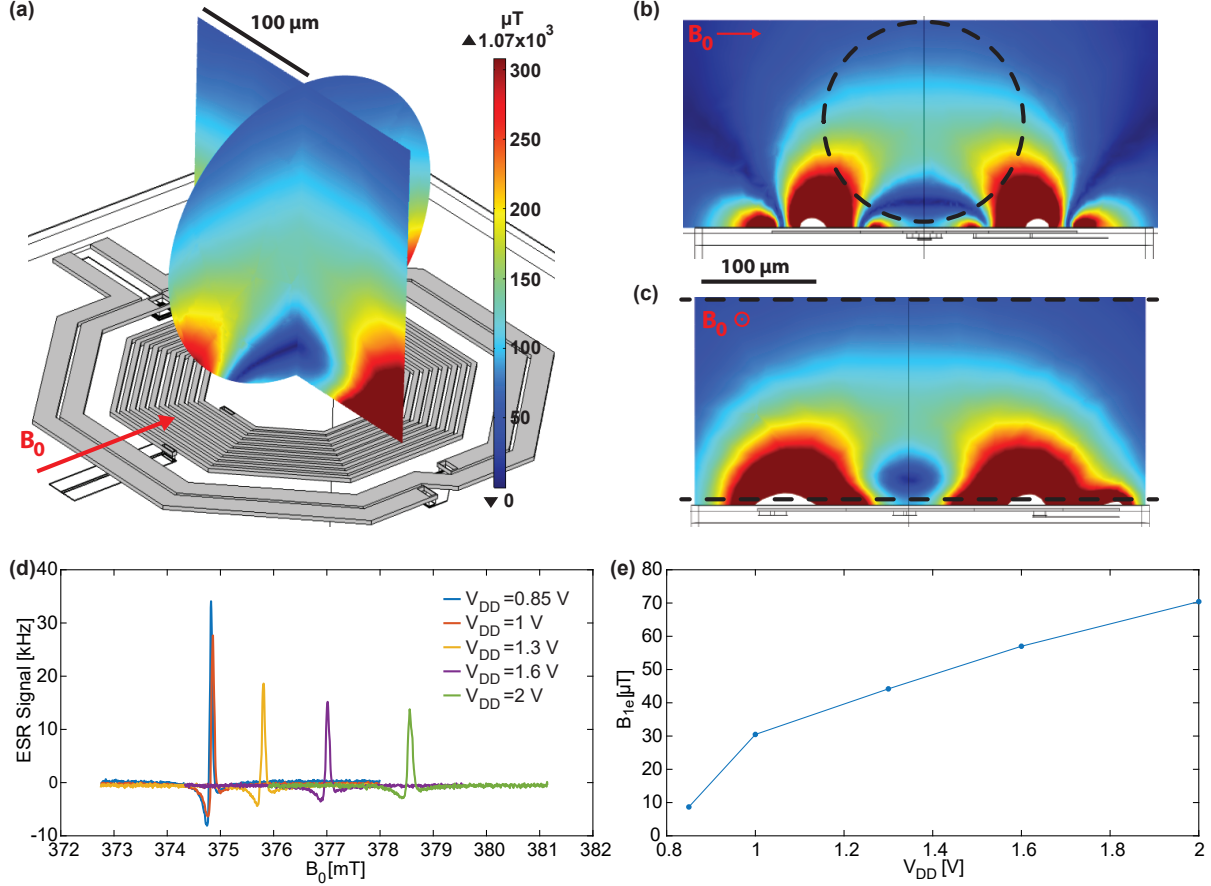 (a)
100 μm
μT
▲1.07x10³
300
250
200
150
100
50
▼ 0
B₀
(b)
B₀
100 μm
(c)
B₀ ⊙
(d)
ESR Signal [kHz]
40
30
20
10
0
-10
V_DD =0.85 V
V_DD =1 V
V_DD =1.3 V
V_DD =1.6 V
V_DD =2 V
372 373 374 375 376 377 378 379 380 381 382
B₀[mT]
(e)
B₁ₑ[μT]
80
70
60
50
40
30
20
10
0
1 1.2 1.4 1.6 1.8 2
V_DD [V]